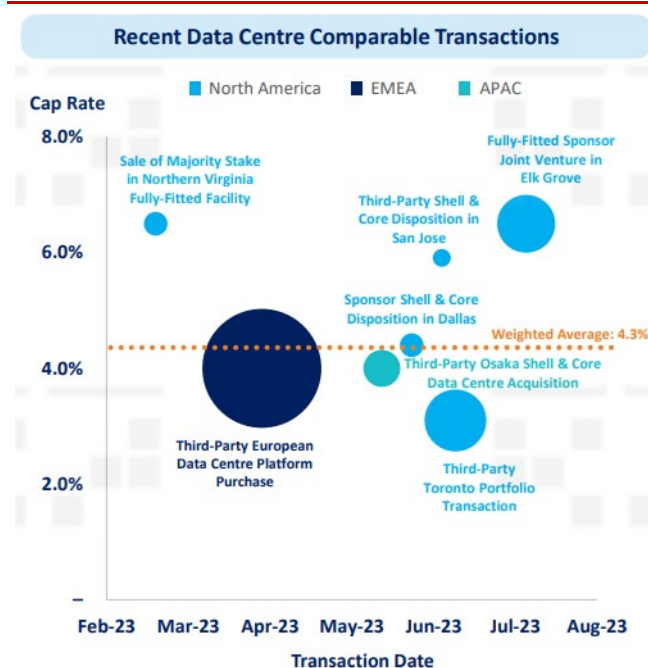 Recent Data Centre Comparable Transactions
North America
EMEA
APAC
Cap Rate
8.0%
6.0%
4.0%
2.0%
–
Sale of Majority Stake
in Northern Virginia
Fully-Fitted Facility
Fully-Fitted Sponsor
Joint Venture in
Elk Grove
Third-Party Shell &
Core Disposition in
San Jose
Sponsor Shell & Core
Disposition in Dallas
Weighted Average: 4.3%
Third-Party Osaka Shell & Core
Data Centre Acquisition
Third-Party European
Data Centre Platform
Purchase
Third-Party
Toronto Portfolio
Transaction
Feb-23
Mar-23
Apr-23
May-23
Jun-23
Jul-23
Aug-23
Transaction Date